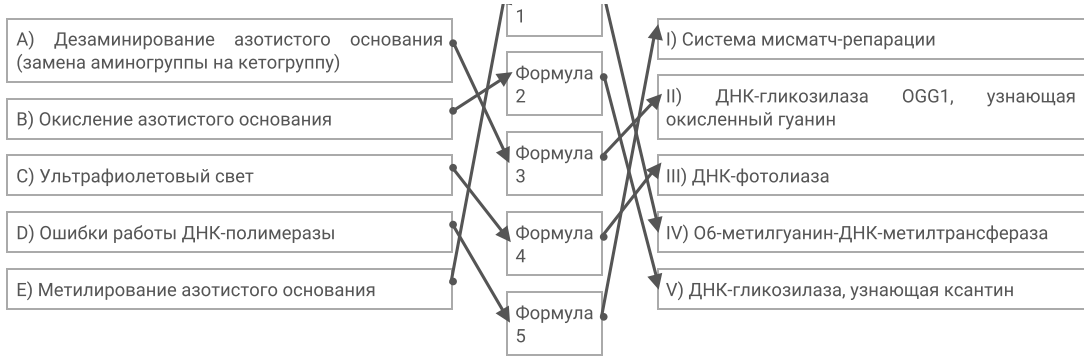 А) Дезаминирование азотистого основания
(замена аминогруппы на кетогруппу)
B) Окисление азотистого основания
C) Ультрафиолетовый свет
D) Ошибки работы ДНК-полимеразы
E) Метилирование азотистого основания
1
Формула
2
Формула
3
Формула
4
Формула
5
I) Система мисматч-репарации
II) ДНК-гликозилаза OGG1, узнающая
окисленный гуанин
III) ДНК-фотолиаза
IV) О6-метилгуанин-ДНК-метилтрансфераза
V) ДНК-гликозилаза, узнающая ксантин